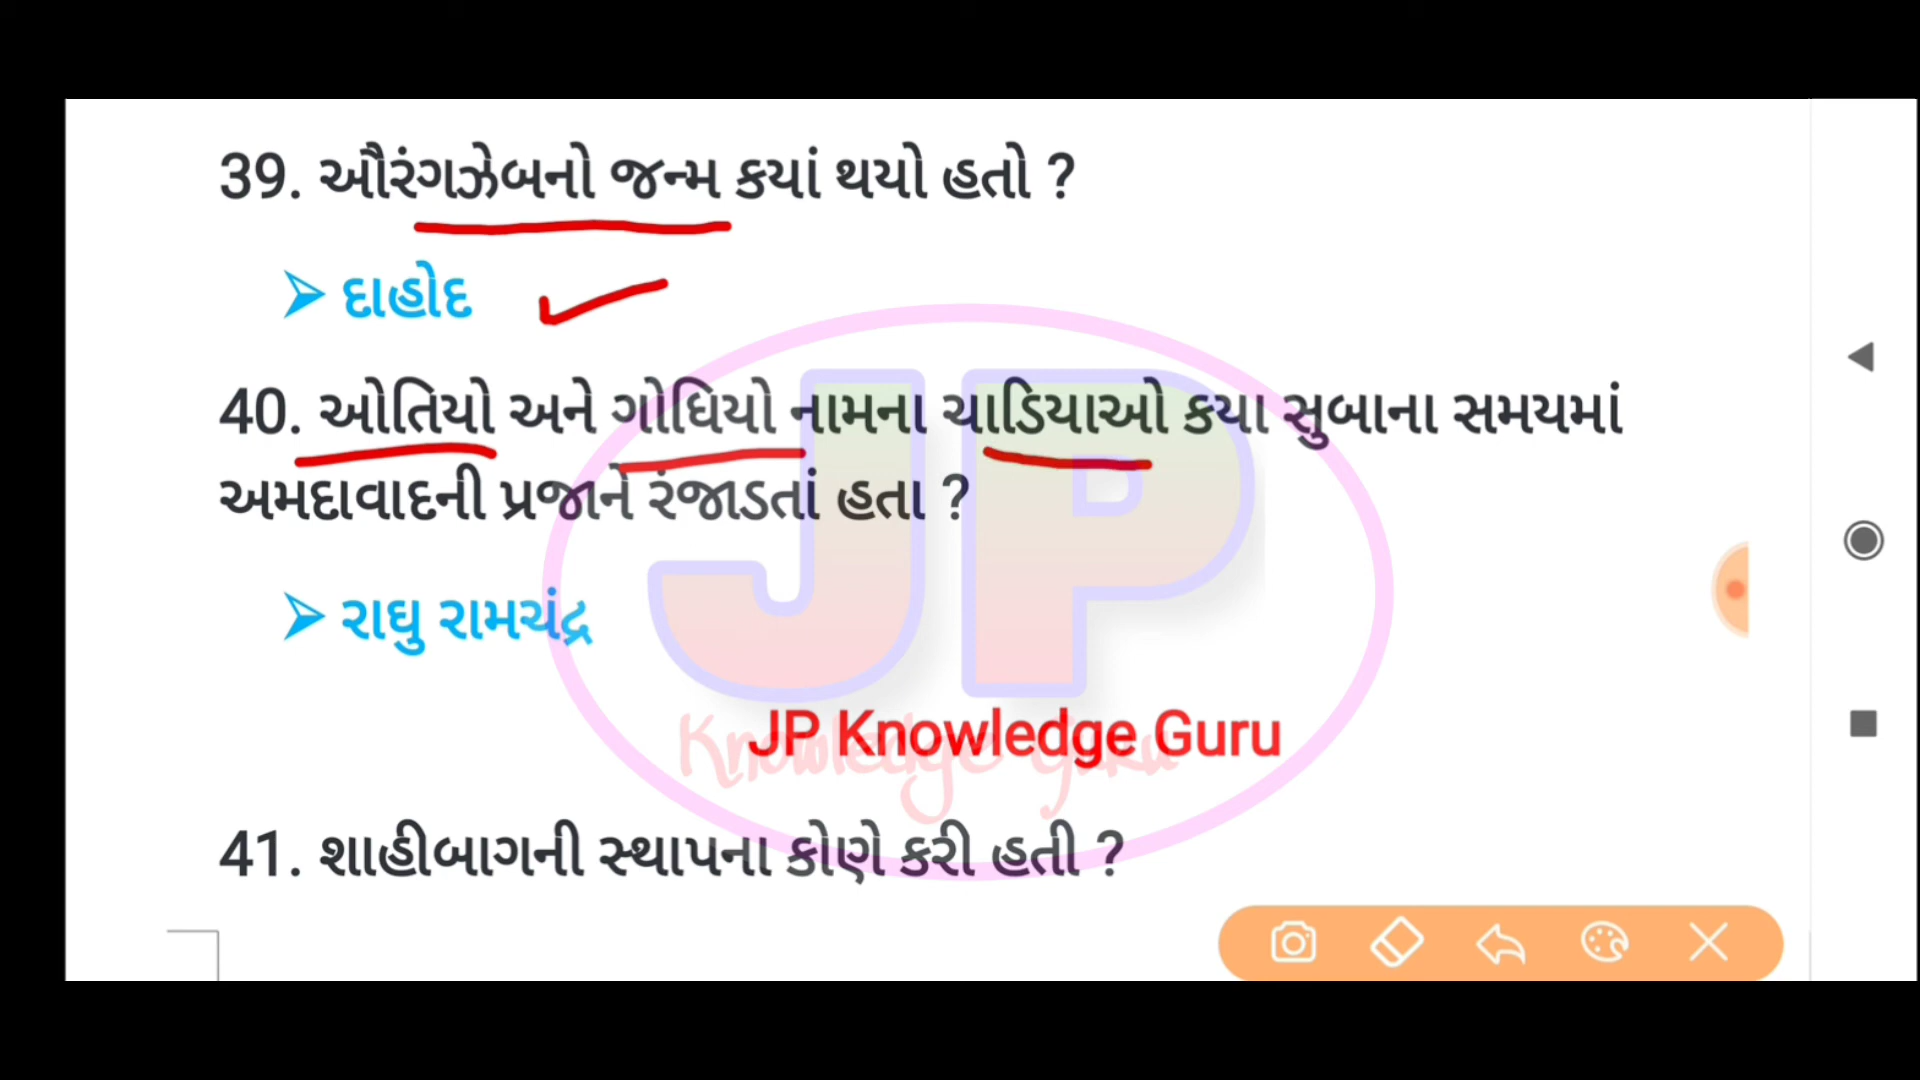 39. ઔરંગઝેબનો જન્મ કયાં થયો હતો ?
➢ દાહોદ
40. ઓતિયો અને ગોધિયો નામના ચાડિયાઓ કયા સુબાના સમયમાં
અમદાવાદની પ્રજાને રંજાડતાં હતા ?
➢ રાઘુ રામચંદ્ર
JP
Knowledge Guru
JP Knowledge Guru
41. શાહીબાગની સ્થાપના કોણે કરી હતી ?